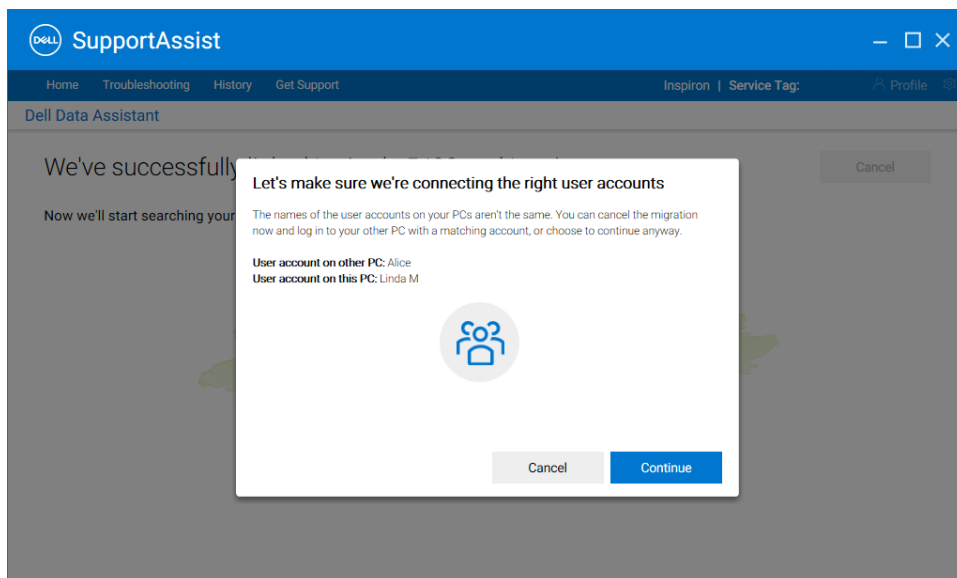 DELL SupportAssist
Home Troubleshooting History Get Support Inspiron | Service Tag: Profile
Dell Data Assistant
We've successfully
Cancel
Now we'll start searching your
Let's make sure we're connecting the right user accounts
The names of the user accounts on your PCs aren't the same. You can cancel the migration
now and log in to your other PC with a matching account, or choose to continue anyway.
User account on other PC: Alice
User account on this PC: Linda M
Cancel Continue